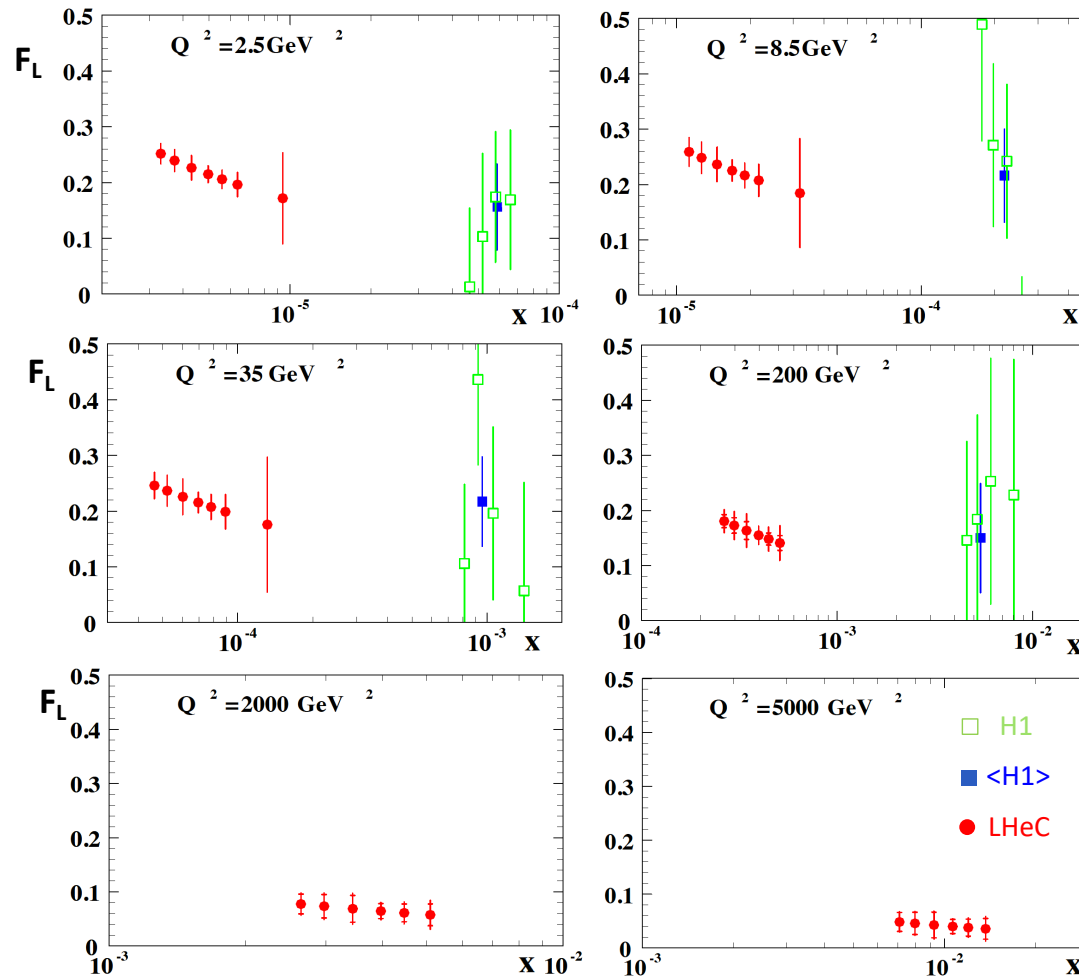 Q ² =2.5GeV ²
F_L
0.5
0.4
0.3
0.2
0.1
0
10⁻⁵
x 10⁻⁴
Q ² =8.5GeV ²
0.5
0.4
0.3
0.2
0.1
0
10⁻⁵
10⁻⁴
x
Q ² =35 GeV ²
F_L
0.5
0.4
0.3
0.2
0.1
0
10⁻⁴
10⁻³
x
Q ² =200 GeV ²
0.5
0.4
0.3
0.2
0.1
0
10⁻⁴
10⁻³
10⁻²
x
Q ² =2000 GeV ²
F_L
0.5
0.4
0.3
0.2
0.1
0
10⁻³
x 10⁻²
Q ² =5000 GeV ²
0.5
0.4
0.3
0.2
0.1
0
10⁻³
10⁻²
x
H1
<H1>
LHeC